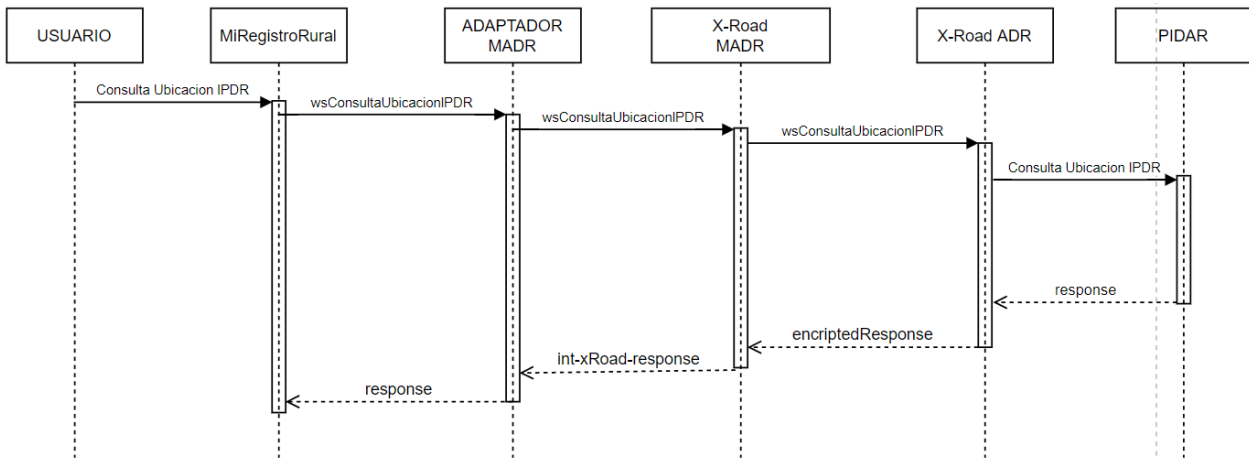 USUARIO
MiRegistroRural
ADAPTADOR
MADR
X-Road
MADR
X-Road ADR
PIDAR
Consulta Ubicacion IPDR
wsConsultaUbicacionIPDR
wsConsultaUbicacionIPDR
wsConsultaUbicacionIPDR
Consulta Ubicacion IPDR
response
encriptedResponse
int-xRoad-response
response